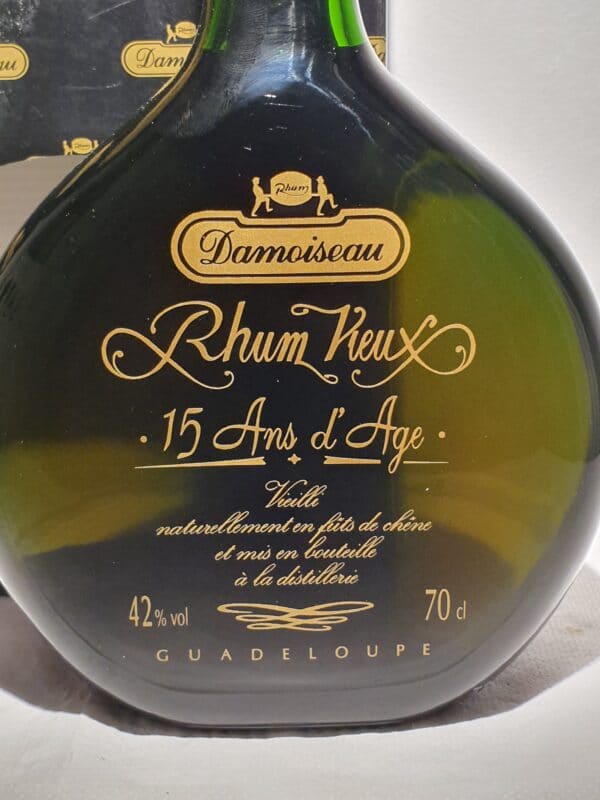 Rhum
Damoiseau
Rhum Vieux
· 15 Ans d'Age ·
Vieilli
naturellement en fûts de chêne
et mis en bouteille
à la distillerie
42% vol
70 cl
GUADELOUPE